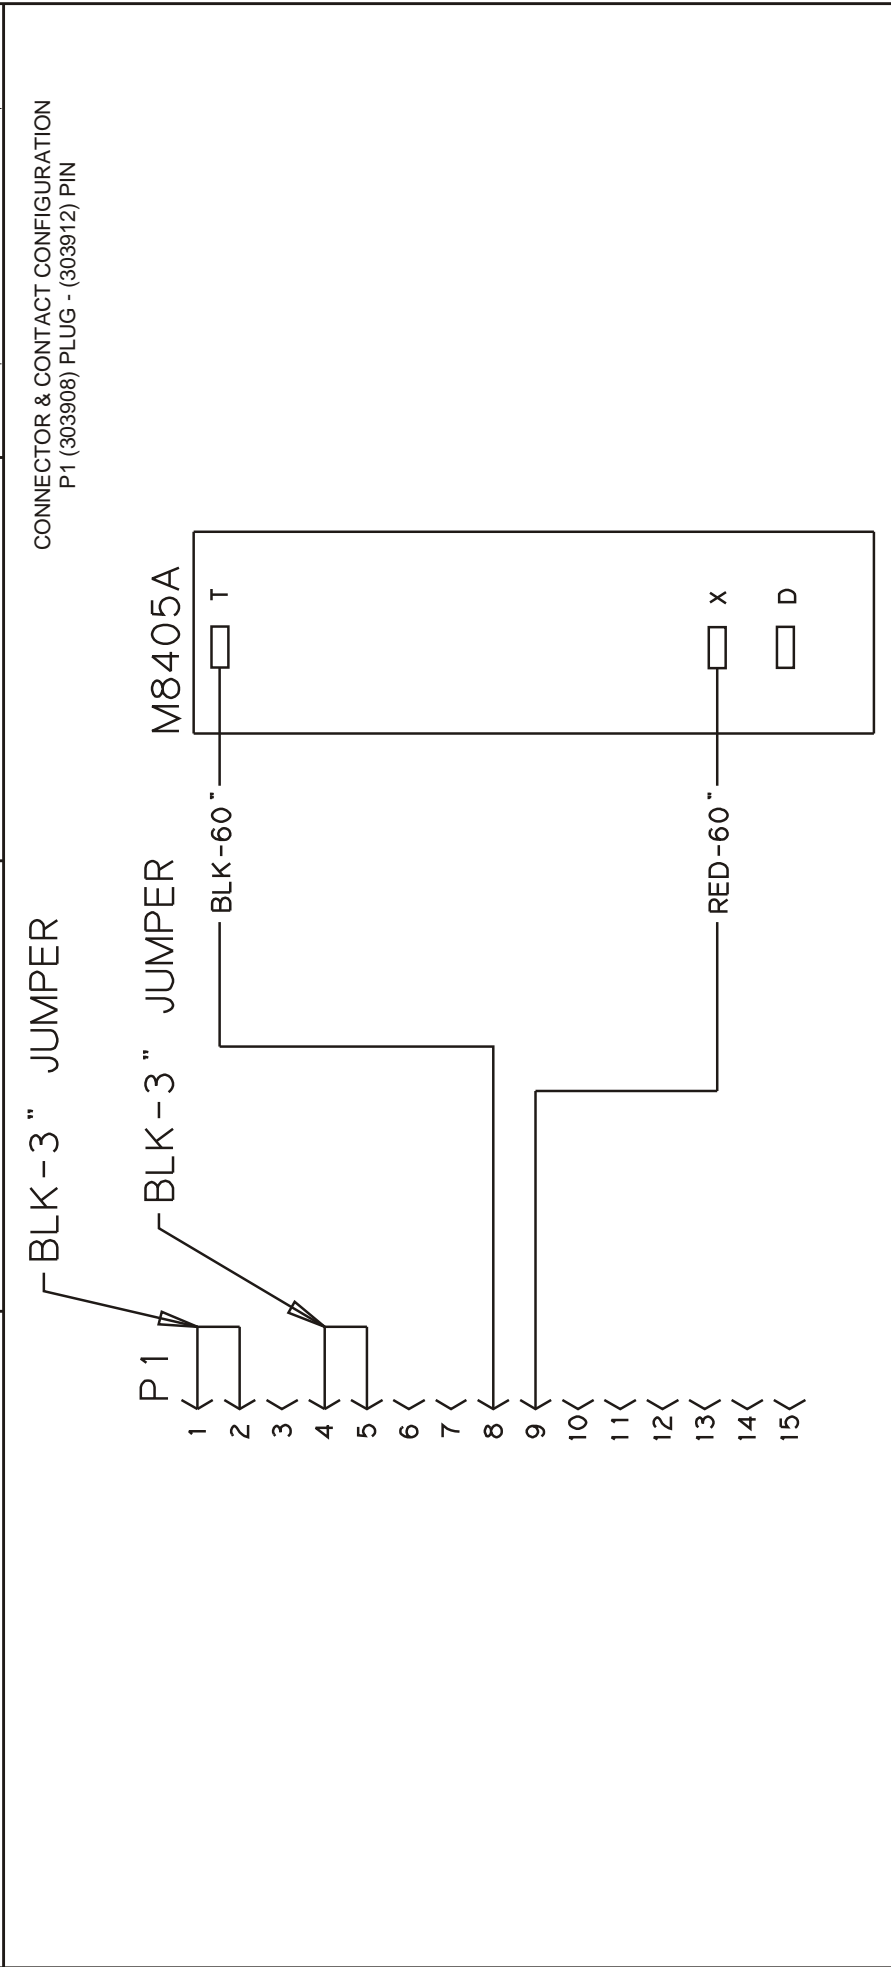 CONNECTOR & CONTACT CONFIGURATION
P1 (303908) PLUG - (303912) PIN
BLK-3" JUMPER
BLK-3" JUMPER
P1
M8405A
1
2
3
4
5
6
7
8
9
10
11
12
13
14
15
BLK-60"
T
RED-60"
X
D